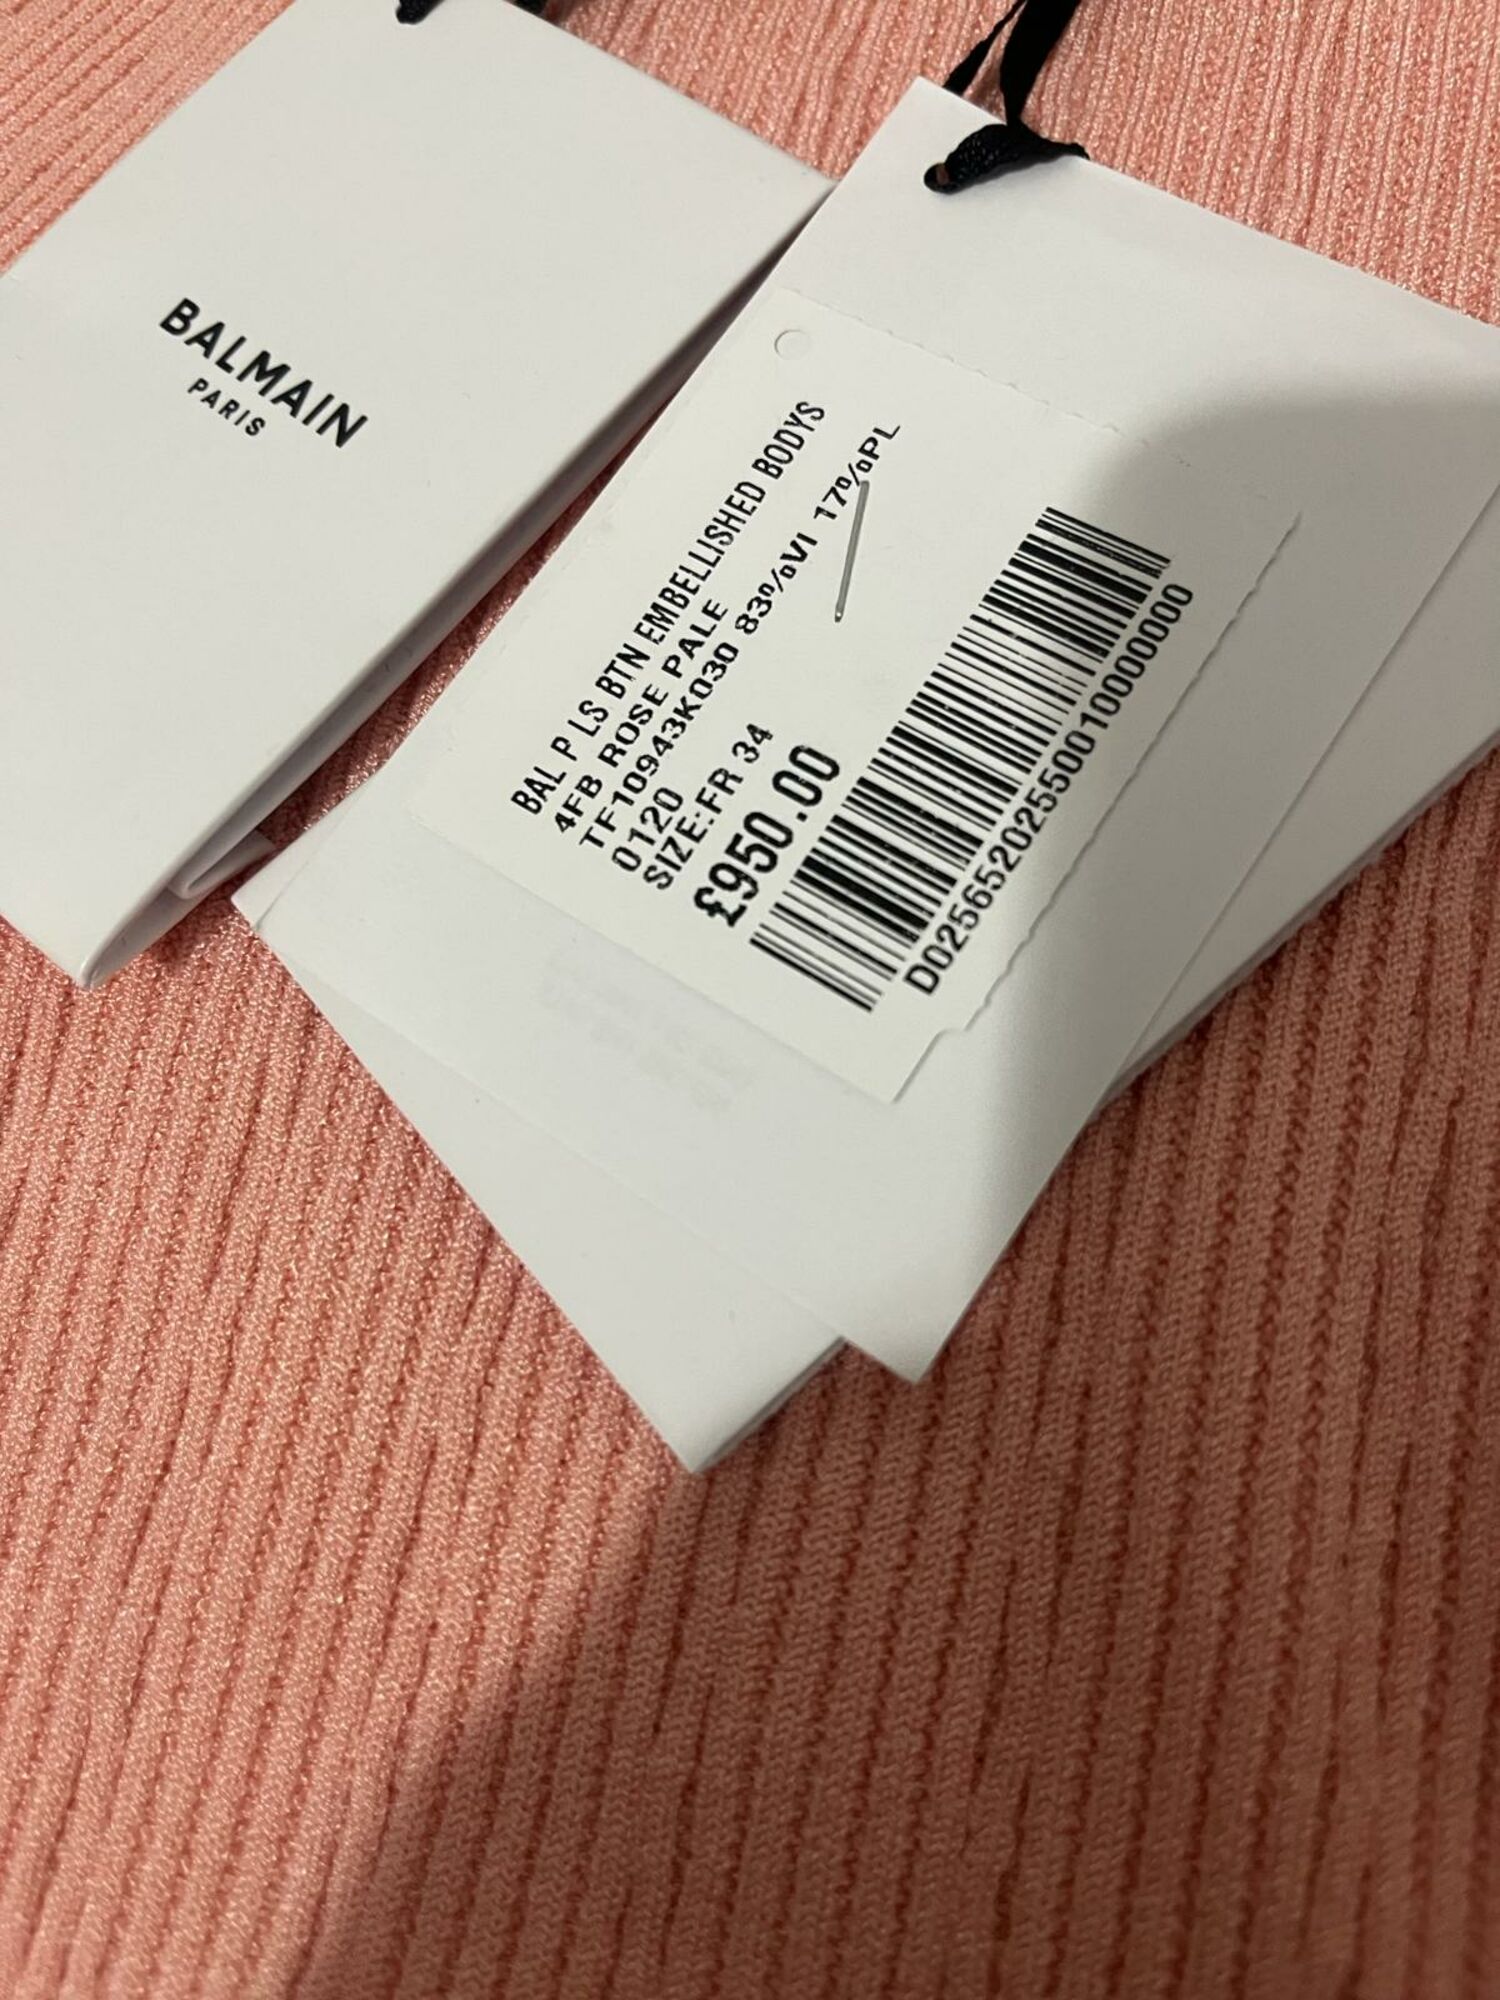 BALMAIN
PARIS
BAL P LS BTN EMBELLISHED BODYS
4FB ROSE PALE
TF10943K030 83%VI 17%PL
0120
SIZE:FR 34
£950.00
D0256520255001000000